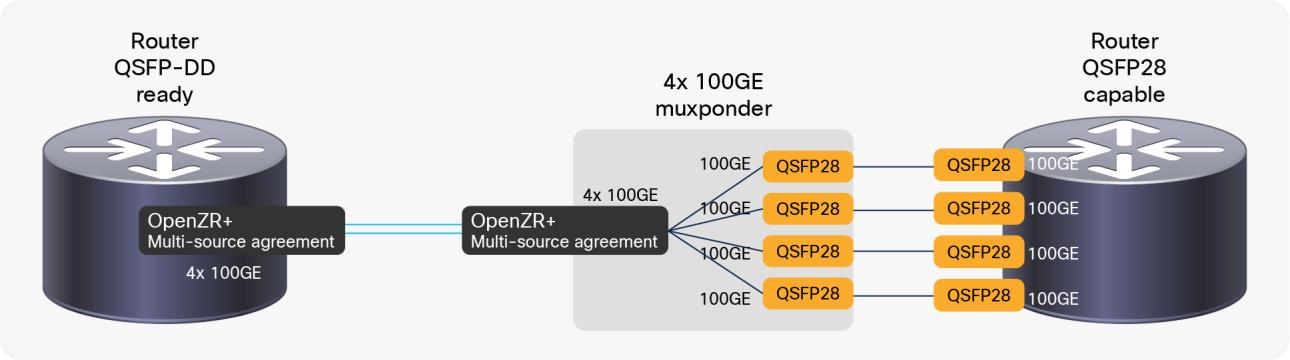 Router
QSFP-DD
ready
OpenZR+
Multi-source agreement
4x 100GE
4x 100GE
muxponder
4x 100GE
OpenZR+
Multi-source agreement
100GE
QSFP28
100GE
QSFP28
100GE
QSFP28
100GE
QSFP28
Router
QSFP28
capable
QSFP28
100GE
QSFP28
100GE
QSFP28
100GE
QSFP28
100GE